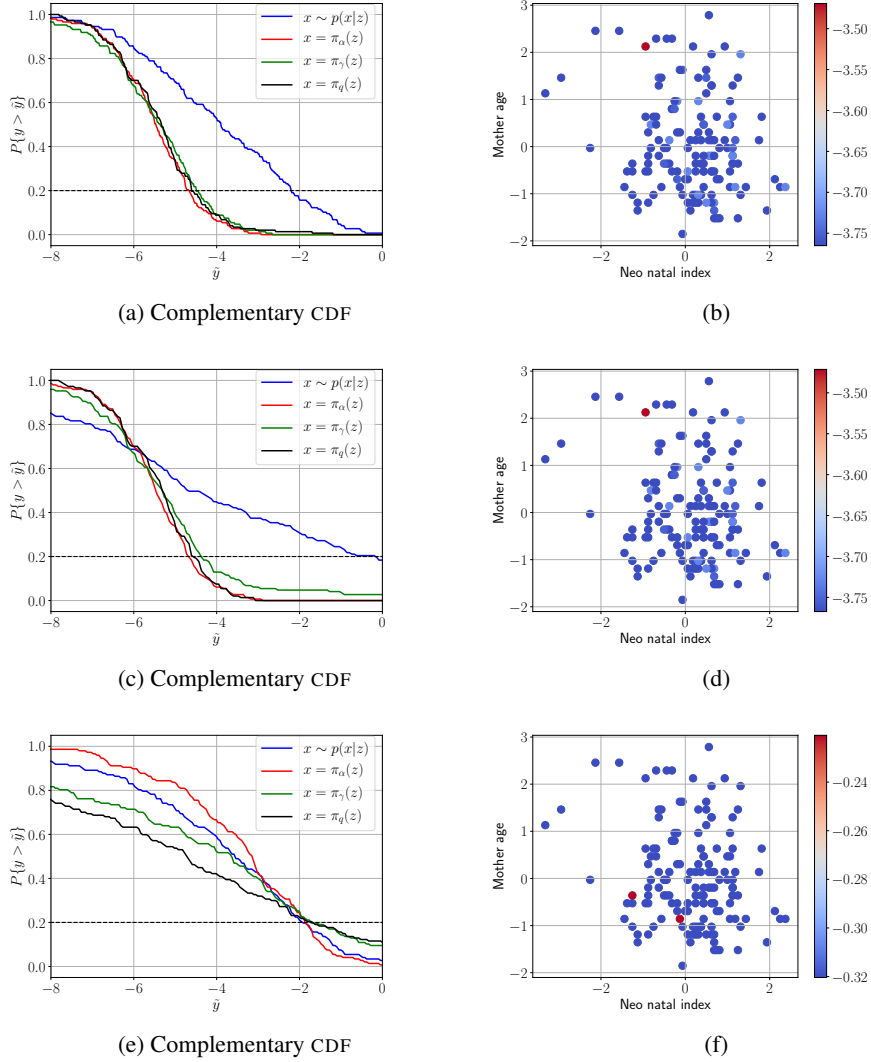 1.0
0.8
0.6
0.4
0.2
0.0
P{y > ỹ}
−8
−6
−4
−2
0
ỹ
x ∼ p(x|z)
x = π_α(z)
x = π_γ(z)
x = π_q(z)
(a) Complementary CDF
3
2
1
0
−1
−2
Mother age
−2
0
2
Neo natal index
−3.50
−3.55
−3.60
−3.65
−3.70
−3.75
(b)
1.0
0.8
0.6
0.4
0.2
0.0
P{y > ỹ}
−8
−6
−4
−2
0
ỹ
x ∼ p(x|z)
x = π_α(z)
x = π_γ(z)
x = π_q(z)
(c) Complementary CDF
3
2
1
0
−1
−2
Mother age
−2
0
2
Neo natal index
−3.50
−3.55
−3.60
−3.65
−3.70
−3.75
(d)
1.0
0.8
0.6
0.4
0.2
0.0
P{y > ỹ}
−8
−6
−4
−2
0
ỹ
x ∼ p(x|z)
x = π_α(z)
x = π_γ(z)
x = π_q(z)
(e) Complementary CDF
3
2
1
0
−1
−2
Mother age
−2
0
2
Neo natal index
−0.24
−0.26
−0.28
−0.30
−0.32
(f)